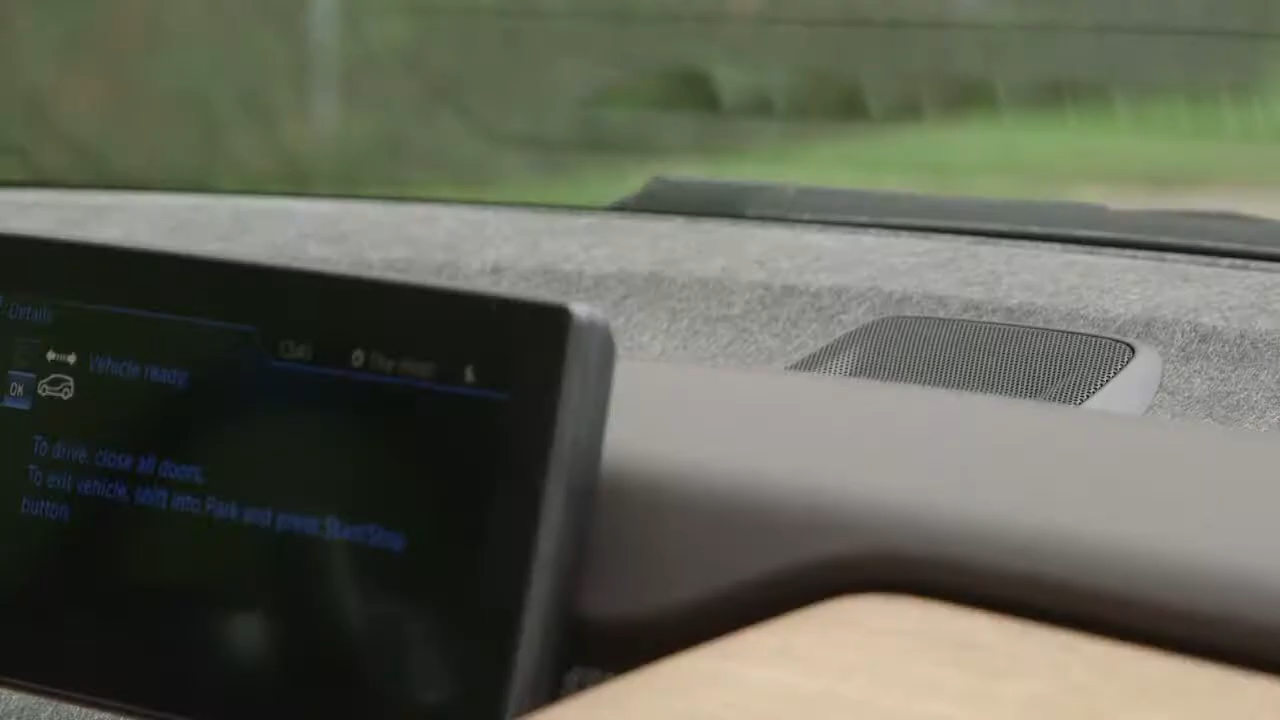 Details
Vehicle ready
OK
To drive, close all doors.
To exit vehicle, shift into Park and press Start/Stop
button